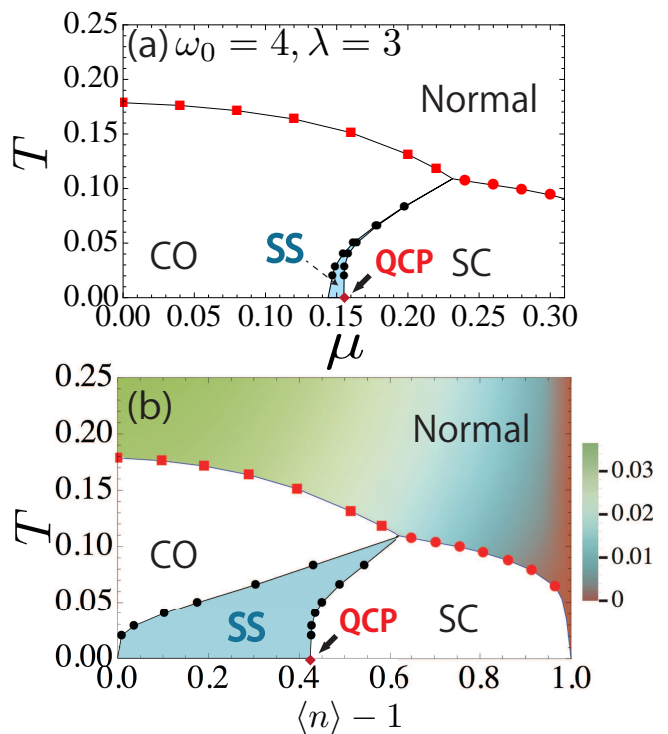 (a) ω₀ = 4, λ = 3
0.25
Normal
0.20
0.15
T
0.10
0.05
CO
SS
QCP
SC
0.00
0.00 0.05 0.10 0.15 0.20 0.25 0.30
μ
(b)
0.25
Normal
0.20
0.15
T
0.10
0.05
CO
SS
QCP
SC
0.00
0.0 0.2 0.4 0.6 0.8 1.0
⟨n⟩ − 1
0.03
0.02
0.01
0